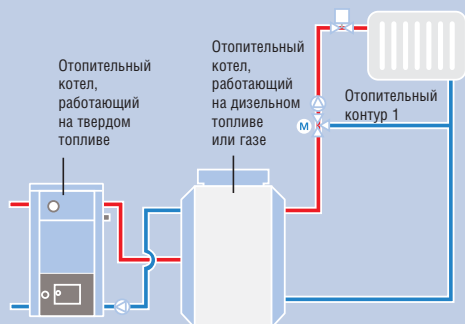 Отопительный
котел,
работающий
на твердом
топливе
Отопительный
котел,
работающий
на дизельном
топливе
или газе
Отопительный
контур 1
M